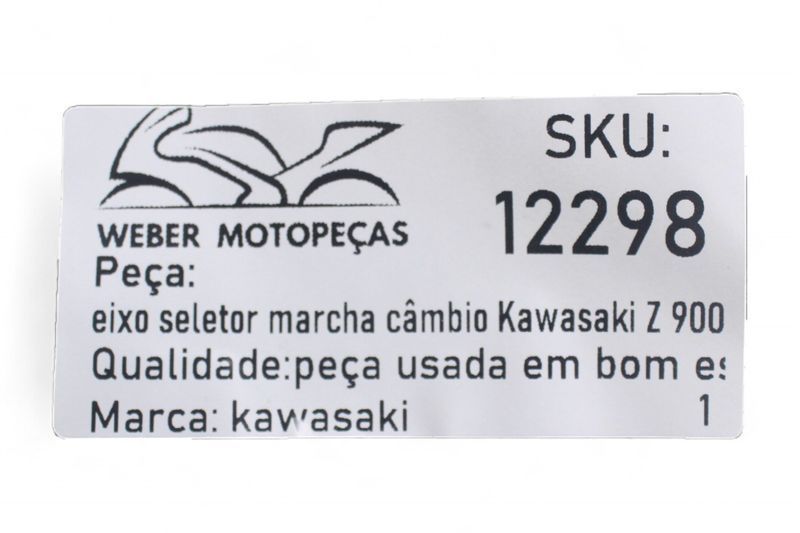 SKU:
12298
WEBER MOTOPEÇAS
Peça:
eixo seletor marcha câmbio Kawasaki Z 900
Qualidade:peça usada em bom
Marca: kawasaki
1